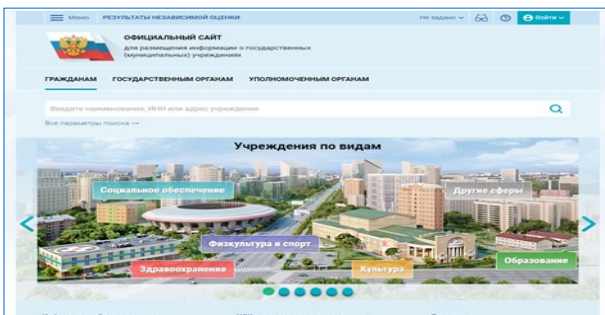 Меню РЕЗУЛЬТАТЫ НЕЗАВИСИМОЙ ОЦЕНКИ Не задано Войти
ОФИЦИАЛЬНЫЙ САЙТ
для размещения информации о государственных
(муниципальных) учреждениях
ГРАЖДАНАМ ГОСУДАРСТВЕННЫМ ОРГАНАМ УПОЛНОМОЧЕННЫМ ОРГАНАМ
Введите наименование, ИНН или адрес учреждения
Все параметры поиска →
Учреждения по видам
Социальное обеспечение Другие сферы
Физкультура и спорт
Образование
Здравоохранение Культура